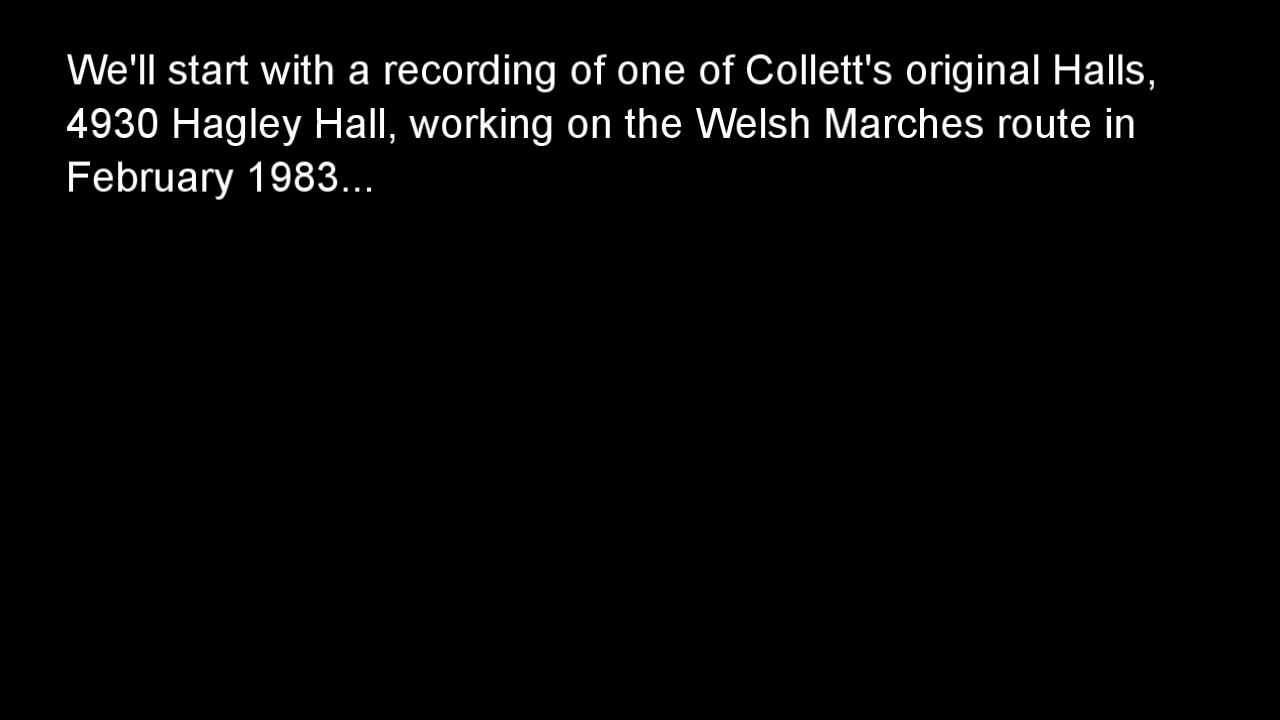 We'll start with a recording of one of Collett's original Halls,
4930 Hagley Hall, working on the Welsh Marches route in
February 1983...